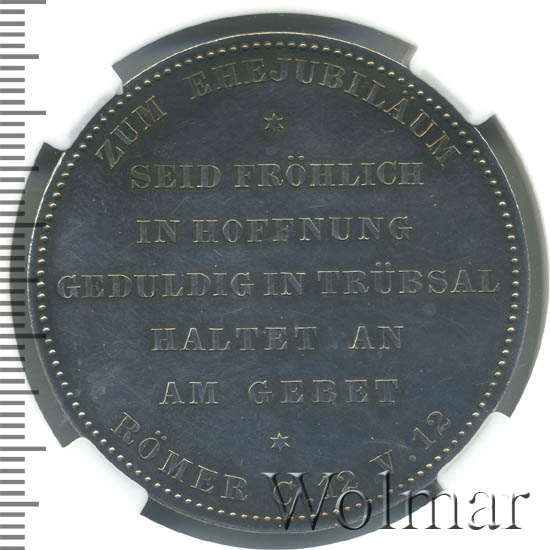 ZUM EHEJUBILÄUM
SEID FRÖHLICH
IN HOFFNUNG
GEDULDIG IN TRÜBSAL
HALTET AN
AM GEBET
RÖMER C. 12 V. 12
Wolmar